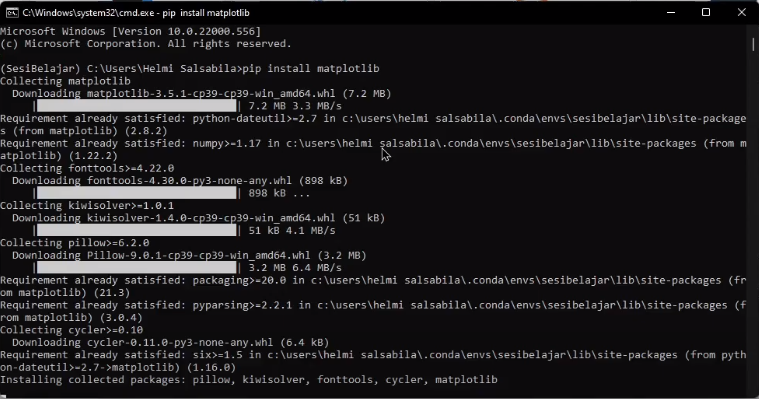 C:\Windows\system32\cmd.exe - pip install matplotlib
Microsoft Windows [Version 10.0.22000.556]
(c) Microsoft Corporation. All rights reserved.
(SesiBelajar) C:\Users\Helmi Salsabila>pip install matplotlib
Collecting matplotlib
Downloading matplotlib-3.5.1-cp39-cp39-win_amd64.whl (7.2 MB)
| | 7.2 MB 3.3 MB/s
Requirement already satisfied: python-dateutil>=2.7 in c:\users\helmi salsabila\.conda\envs\sesibelajar\lib\site-package
s (from matplotlib) (2.8.2)
Requirement already satisfied: numpy>=1.17 in c:\users\helmi salsabila\.conda\envs\sesibelajar\lib\site-packages (from m
atplotlib) (1.22.2)
Collecting fonttools>=4.22.0
Downloading fonttools-4.30.0-py3-none-any.whl (898 kB)
| | 898 kB ...
Collecting kiwisolver>=1.0.1
Downloading kiwisolver-1.4.0-cp39-cp39-win_amd64.whl (51 kB)
| | 51 kB 4.1 MB/s
Collecting pillow>=6.2.0
Downloading Pillow-9.0.1-cp39-cp39-win_amd64.whl (3.2 MB)
| | 3.2 MB 6.4 MB/s
Requirement already satisfied: packaging>=20.0 in c:\users\helmi salsabila\.conda\envs\sesibelajar\lib\site-packages (fr
om matplotlib) (21.3)
Requirement already satisfied: pyparsing>=2.2.1 in c:\users\helmi salsabila\.conda\envs\sesibelajar\lib\site-packages (f
rom matplotlib) (3.0.4)
Collecting cycler>=0.10
Downloading cycler-0.11.0-py3-none-any.whl (6.4 kB)
Requirement already satisfied: six>=1.5 in c:\users\helmi salsabila\.conda\envs\sesibelajar\lib\site-packages (from pyth
on-dateutil>=2.7->matplotlib) (1.16.0)
Installing collected packages: pillow, kiwisolver, fonttools, cycler, matplotlib